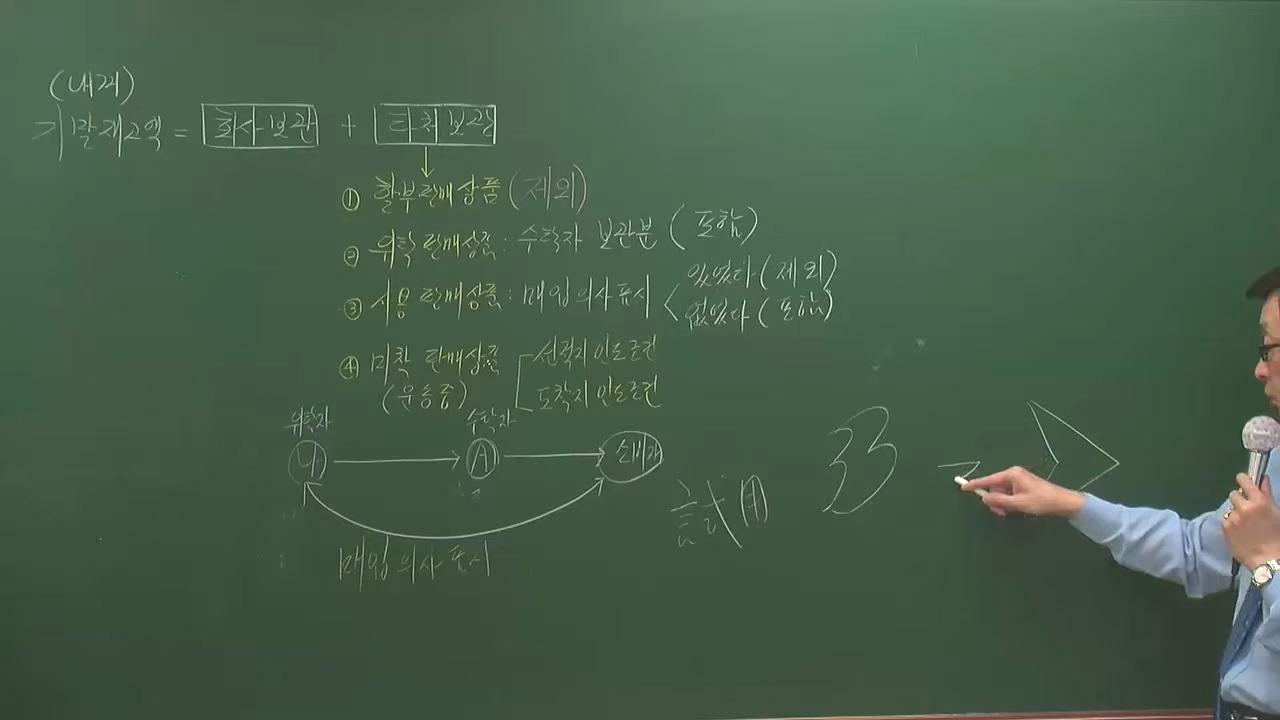 (내꺼)
기말재고액 = 회사보관 + 타처보관
① 할부판매상품 (제외)
② 위탁판매상품 : 수탁자 보관분 (포함)
③ 시용판매상품 : 매입의사표시 있었다 (제외)
없었다 (포함)
④ 미착 판매상품 선적지 인도조건
(운송중) 도착지 인도조건
위탁자 수탁자
나 A 소비자
매입의사표시
試用